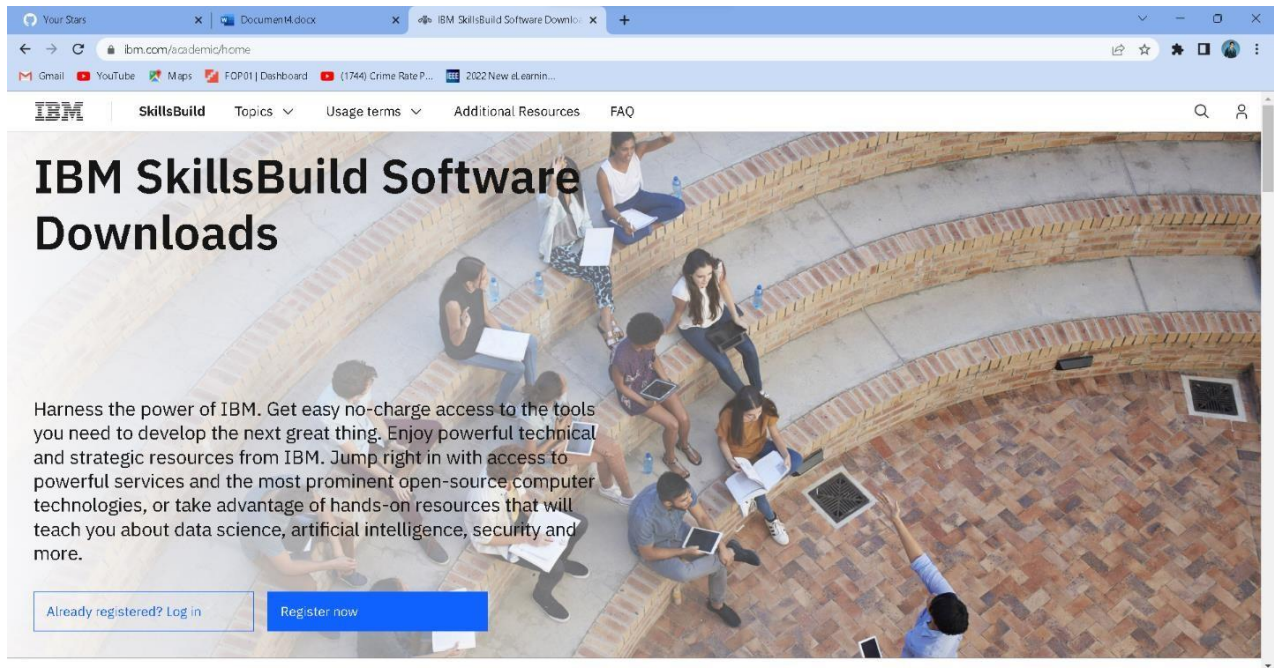 Your Stars
Document4.docx
IBM SkillsBuild Software Downlo
ibm.com/academic/home
Gmail YouTube Maps FOP01 | Dashboard (1744) Crime Rate P... 2022 New eLearnin...
IBM SkillsBuild Topics Usage terms Additional Resources FAQ
IBM SkillsBuild Software
Downloads
Harness the power of IBM. Get easy no-charge access to the tools
you need to develop the next great thing. Enjoy powerful technical
and strategic resources from IBM. Jump right in with access to
powerful services and the most prominent open-source computer
technologies, or take advantage of hands-on resources that will
teach you about data science, artificial intelligence, security and
more.
Already registered? Log in Register now